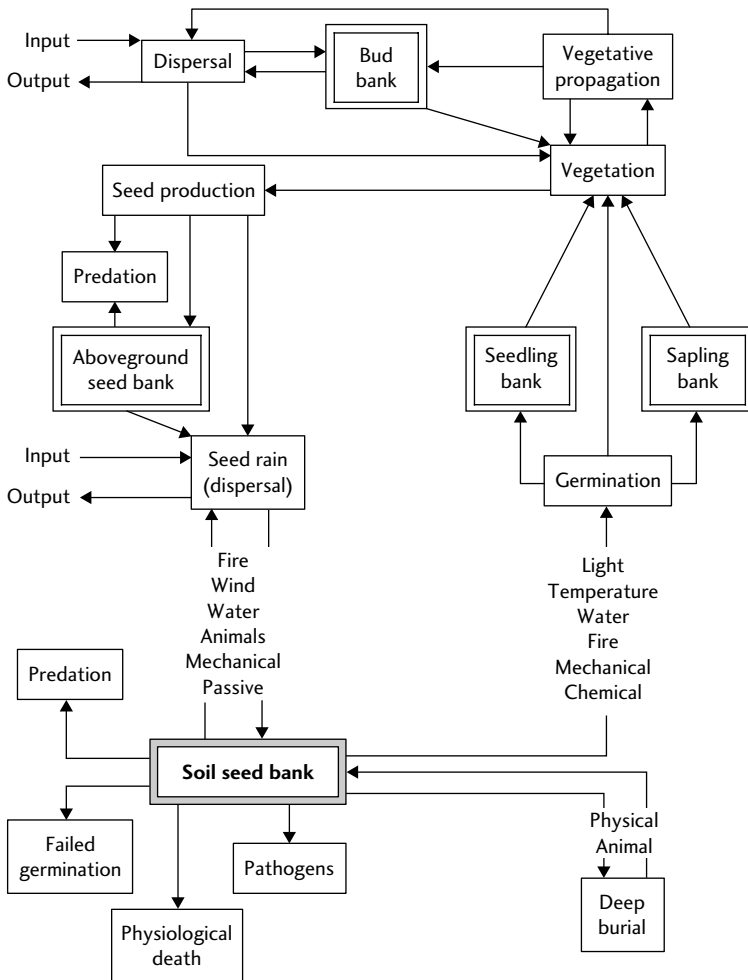 Input
Output
Dispersal
Bud
bank
Vegetative
propagation
Vegetation
Seed production
Predation
Aboveground
seed bank
Seedling
bank
Sapling
bank
Input
Output
Seed rain
(dispersal)
Germination
Fire
Wind
Water
Animals
Mechanical
Passive
Light
Temperature
Water
Fire
Mechanical
Chemical
Predation
Soil seed bank
Failed
germination
Pathogens
Physiological
death
Physical
Animal
Deep
burial